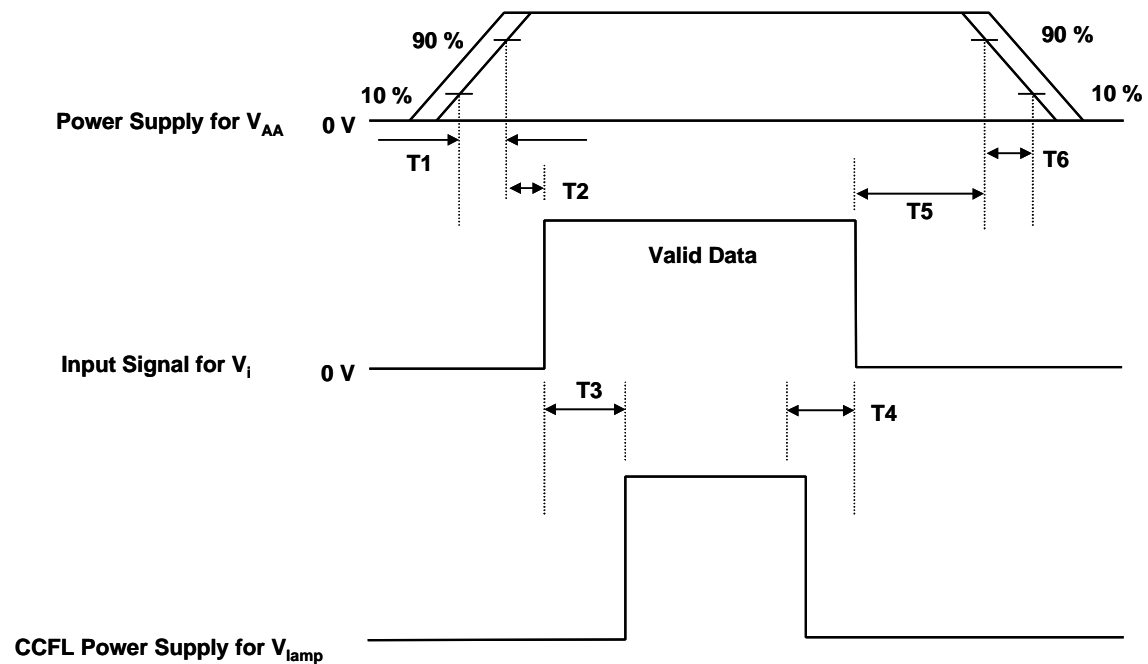 90 %
90 %
10 %
10 %
Power Supply for VAA
0 V
T1
T6
T2
T5
Valid Data
Input Signal for Vi
0 V
T3
T4
CCFL Power Supply for Vlamp